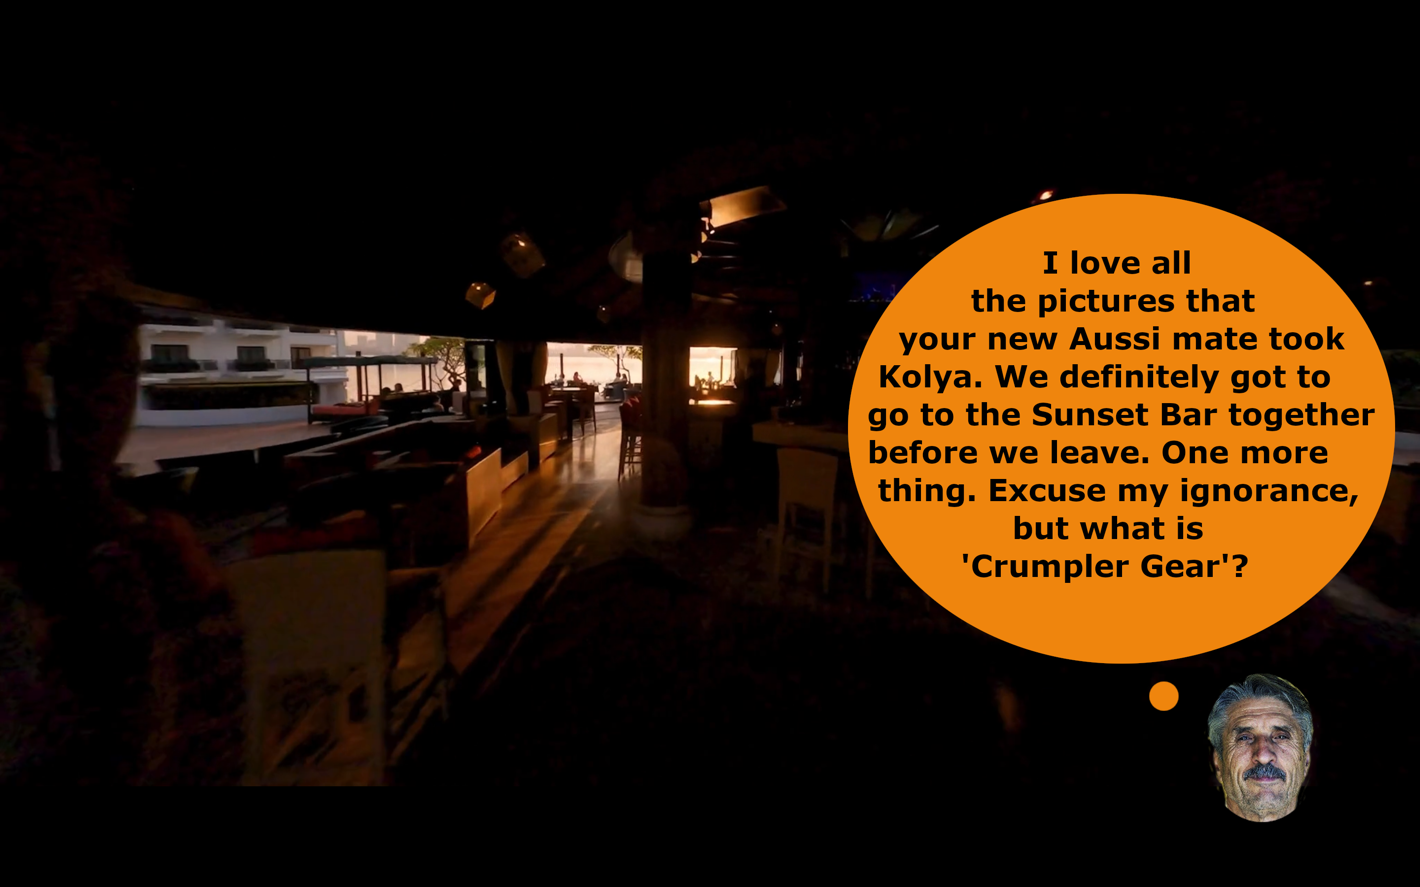 I love all
the pictures that
your new Aussi mate took
Kolya. We definitely got to
go to the Sunset Bar together
before we leave. One more
thing. Excuse my ignorance,
but what is
'Crumpler Gear'?